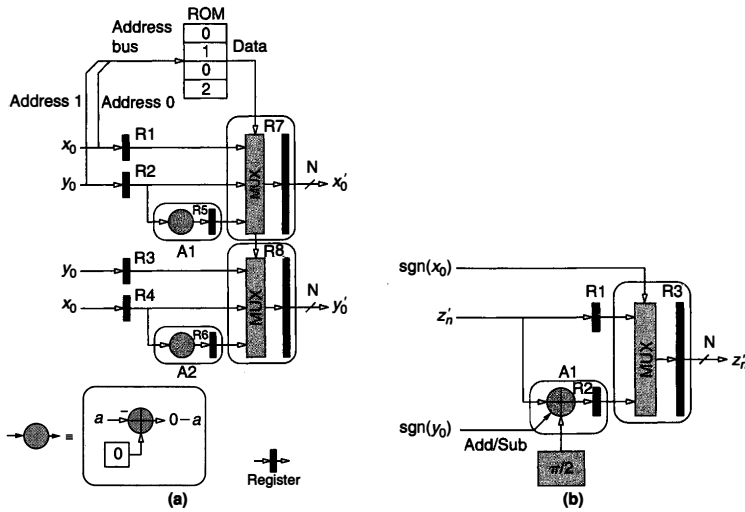 ROM
Address
bus
0
1
0
2
Data
Address 1
Address 0
x₀
R1
R7
y₀
R2
MUX
N
x₀′
R5
A1
R8
y₀
R3
x₀
R4
MUX
N
y₀′
R6
A2
≡
a
−
0−a
0
Register
(a)
sgn(x₀)
z′ₙ
R1
R3
MUX
N
z′ₙ
A1
R2
sgn(y₀)
Add/Sub
π/2
(b)